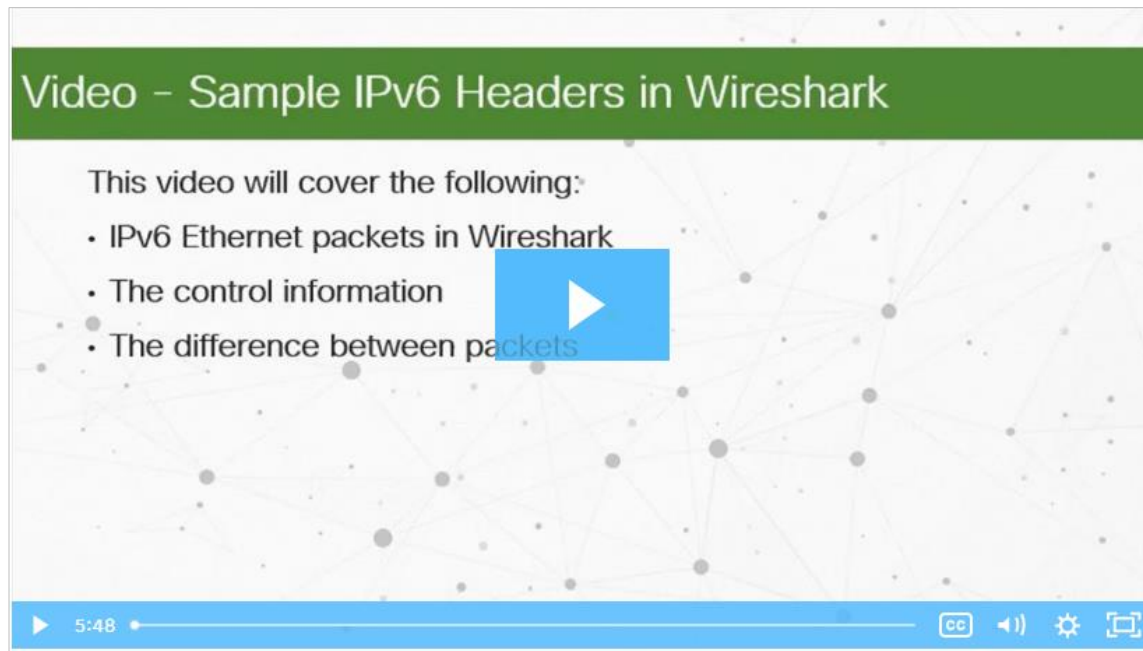 Video - Sample IPv6 Headers in Wireshark
This video will cover the following:
• IPv6 Ethernet packets in Wireshark
• The control information
• The difference between packets
5:48
CC